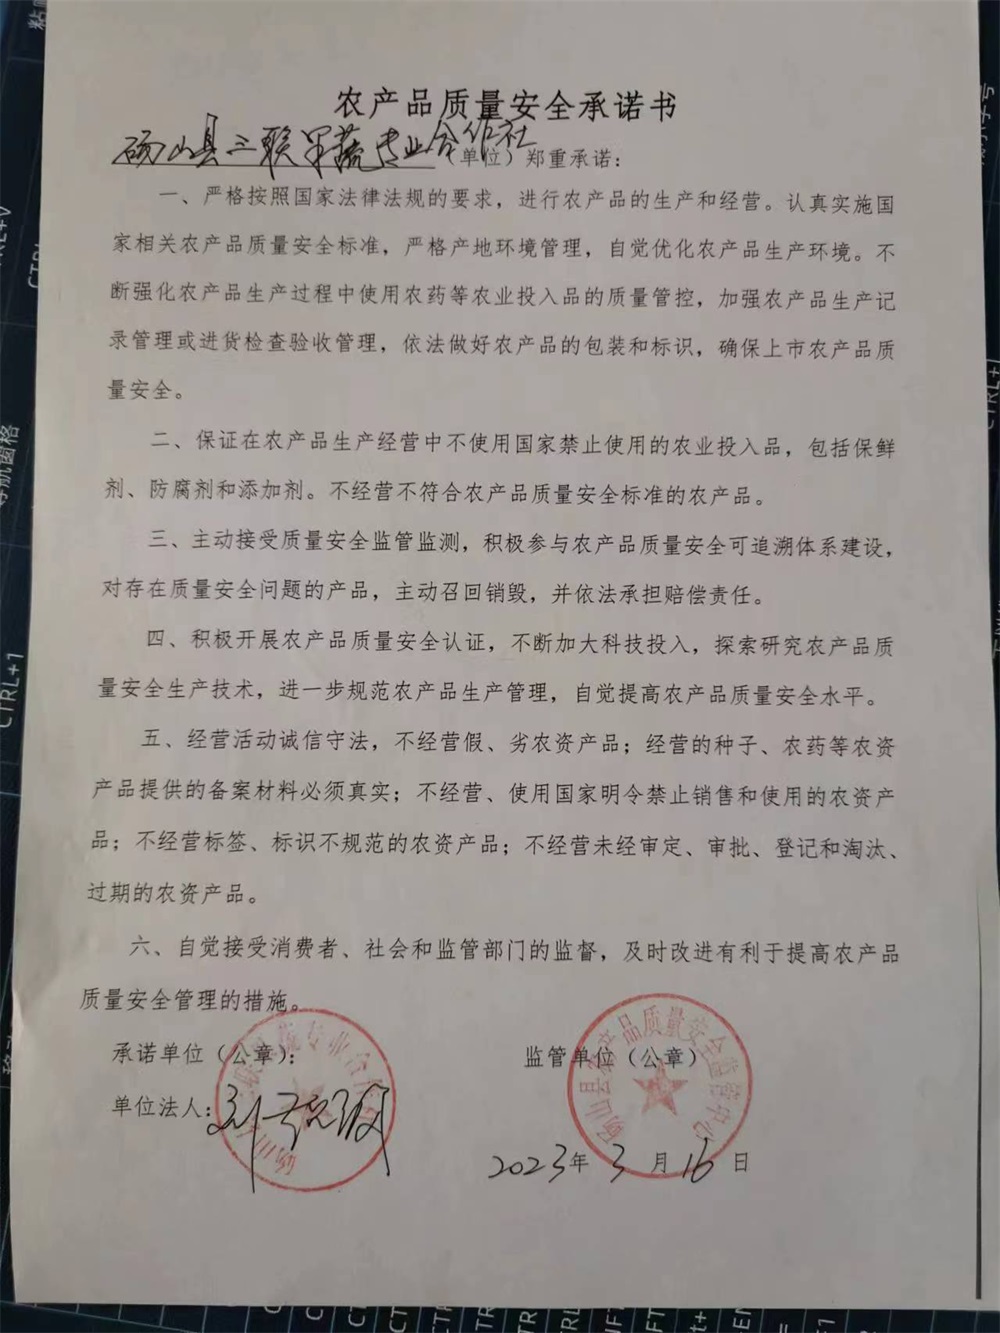 农产品质量安全承诺书
砀山县三联果蔬专业合作社（单位）郑重承诺：
一、严格按照国家法律法规的要求，进行农产品的生产和经营。认真实施国
家相关农产品质量安全标准，严格产地环境管理，自觉优化农产品生产环境。不
断强化农产品生产过程中使用农药等农业投入品的质量管控，加强农产品生产记
录管理或进货检查验收管理，依法做好农产品的包装和标识，确保上市农产品质
量安全。
二、保证在农产品生产经营中不使用国家禁止使用的农业投入品，包括保鲜
剂、防腐剂和添加剂。不经营不符合农产品质量安全标准的农产品。
三、主动接受质量安全监管监测，积极参与农产品质量安全可追溯体系建设，
对存在质量安全问题的产品，主动召回销毁，并依法承担赔偿责任。
四、积极开展农产品质量安全认证，不断加大科技投入，探索研究农产品质
量安全生产技术，进一步规范农产品生产管理，自觉提高农产品质量安全水平。
五、经营活动诚信守法，不经营假、劣农资产品；经营的种子、农药等农资
产品提供的备案材料必须真实；不经营、使用国家明令禁止销售和使用的农资产
品；不经营标签、标识不规范的农资产品；不经营未经审定、审批、登记和淘汰、
过期的农资产品。
六、自觉接受消费者、社会和监管部门的监督，及时改进有利于提高农产品
质量安全管理的措施。
承诺单位（公章）：
监管单位（公章）
砀山县农产品质量安全监管中心
单位法人：
2023年3月16日
CTRL+1
CTRL+1
CTRL+V